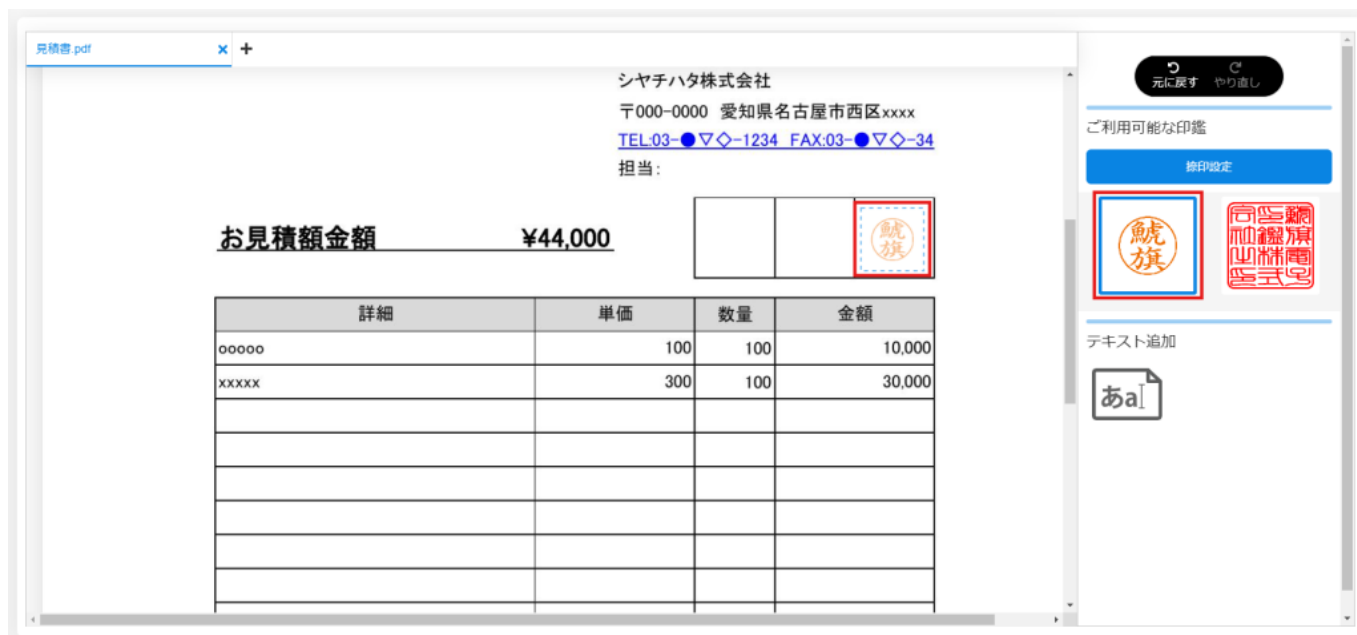 見積書.pdf × +
シヤチハタ株式会社
〒000-0000 愛知県名古屋市西区xxxx
TEL:03-●▽◇-1234 FAX:03-●▽◇-34
担当:
お見積額金額 ¥44,000
鯱旗
詳細 単価 数量 金額
ooooo 100 100 10,000
xxxxx 300 100 30,000
元に戻す やり直し
ご利用可能な印鑑
捺印設定
鯱旗
テキスト追加
あa